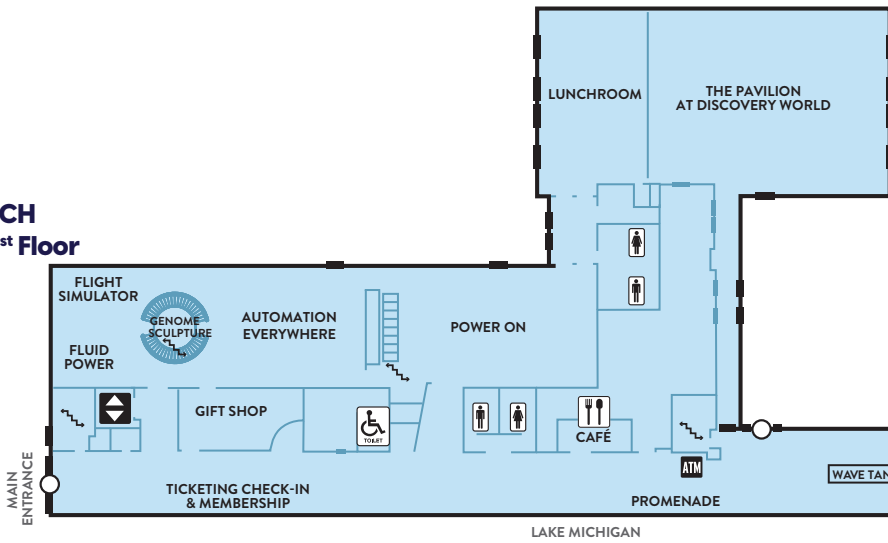 LUNCHROOM
THE PAVILION
AT DISCOVERY WORLD
CH
st Floor
FLIGHT
SIMULATOR
GENOME
SCULPTURE
AUTOMATION
EVERYWHERE
POWER ON
FLUID
POWER
GIFT SHOP
TOILET
CAFÉ
ATM
WAVE TAN
MAIN
ENTRANCE
TICKETING CHECK-IN
& MEMBERSHIP
PROMENADE
LAKE MICHIGAN